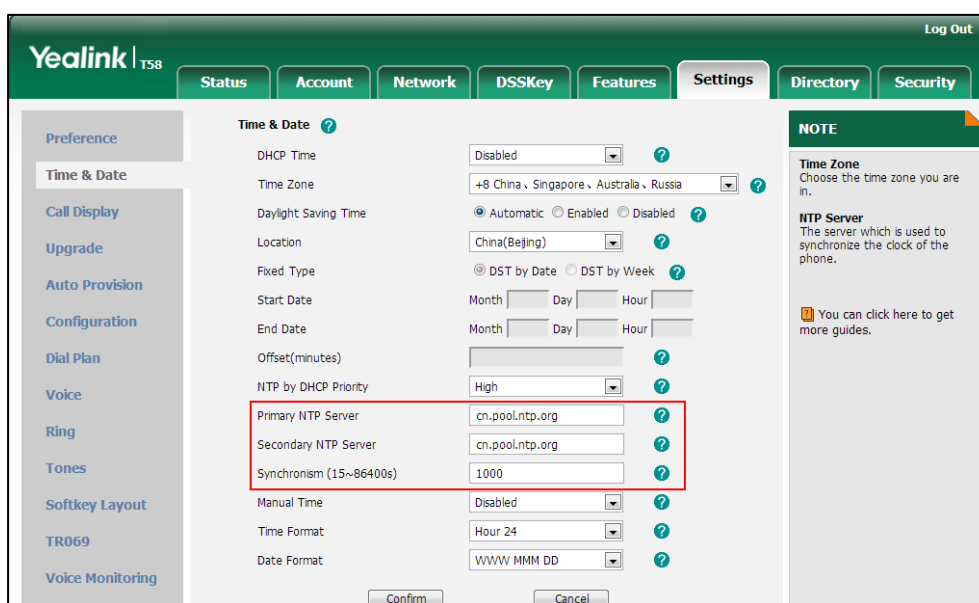 Log Out
Yealink | T58
Status Account Network DSSKey Features Settings Directory Security
Preference
Time & Date
Call Display
Upgrade
Auto Provision
Configuration
Dial Plan
Voice
Ring
Tones
Softkey Layout
TR069
Voice Monitoring
Time & Date ?
DHCP Time Disabled ?
Time Zone +8 China、Singapore、Australia、Russia ?
Daylight Saving Time Automatic Enabled Disabled ?
Location China(Beijing) ?
Fixed Type DST by Date DST by Week ?
Start Date Month Day Hour
End Date Month Day Hour
Offset(minutes) ?
NTP by DHCP Priority High ?
Primary NTP Server cn.pool.ntp.org ?
Secondary NTP Server cn.pool.ntp.org ?
Synchronism (15~86400s) 1000 ?
Manual Time Disabled ?
Time Format Hour 24 ?
Date Format WWW MMM DD ?
Confirm Cancel
NOTE
Time Zone
Choose the time zone you are
in.
NTP Server
The server which is used to
synchronize the clock of the
phone.
? You can click here to get
more guides.